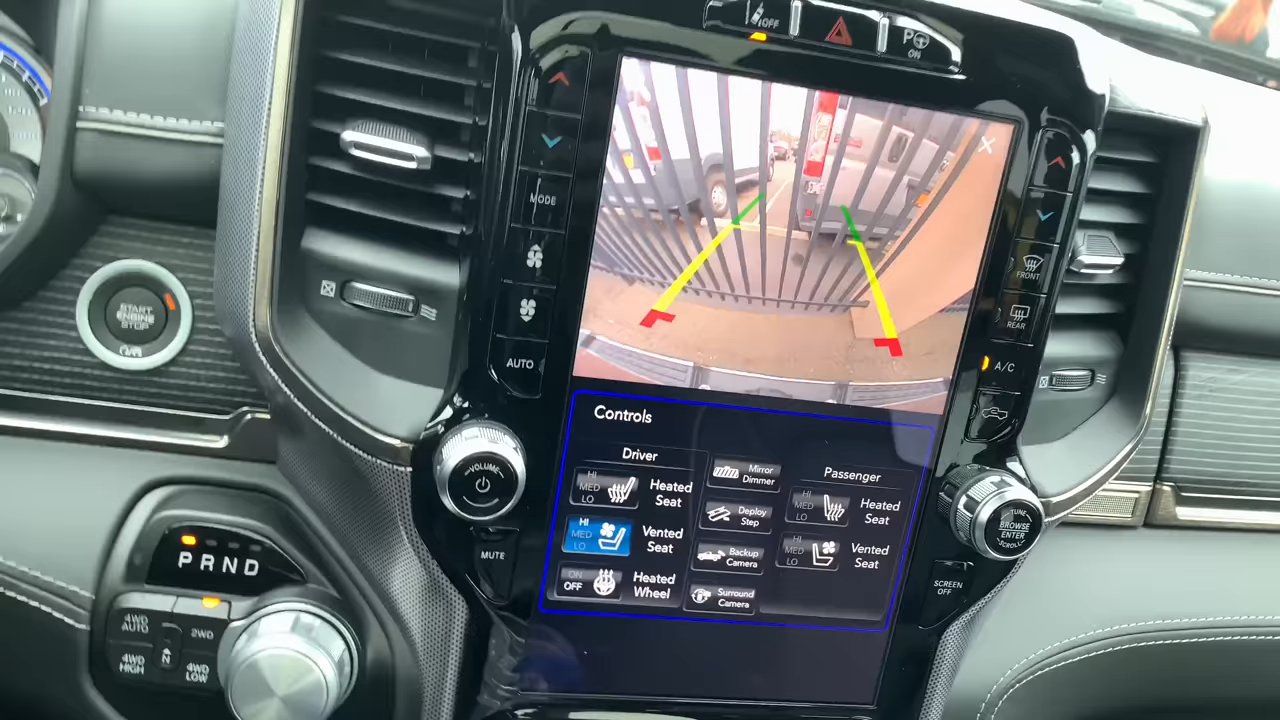 OFF
P
ON
MODE
AUTO
FRONT
REAR
A/C
START
ENGINE
STOP
VOLUME
MUTE
TUNE
BROWSE
ENTER
SCROLL
SCREEN
OFF
P R N D
4WD
AUTO
2WD
4WD
HIGH
N
4WD
LOW
Controls
Driver
HI
MED
LO
Heated
Seat
HI
MED
LO
Vented
Seat
ON
OFF
Heated
Wheel
Mirror
Dimmer
Deploy
Step
Backup
Camera
Surround
Camera
Passenger
HI
MED
LO
Heated
Seat
HI
MED
LO
Vented
Seat